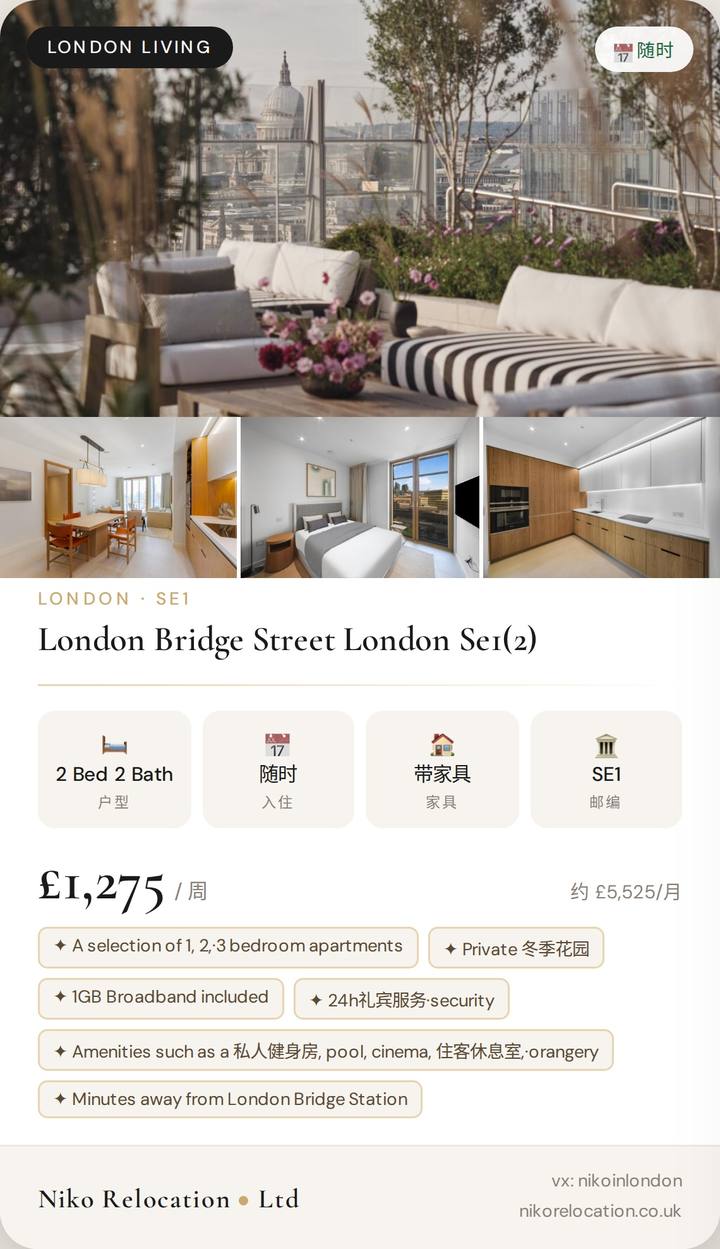 LONDON LIVING
📅随时
LONDON · SE1
London Bridge Street London Se1(2)
2 Bed 2 Bath
户型
随时
入住
带家具
家具
SE1
邮编
£1,275 / 周
约 £5,525/月
✦ A selection of 1, 2,·3 bedroom apartments
✦ Private 冬季花园
✦ 1GB Broadband included
✦ 24h礼宾服务·security
✦ Amenities such as a 私人健身房, pool, cinema, 住客休息室,·orangery
✦ Minutes away from London Bridge Station
Niko Relocation • Ltd
vx: nikoinlondon
nikorelocation.co.uk